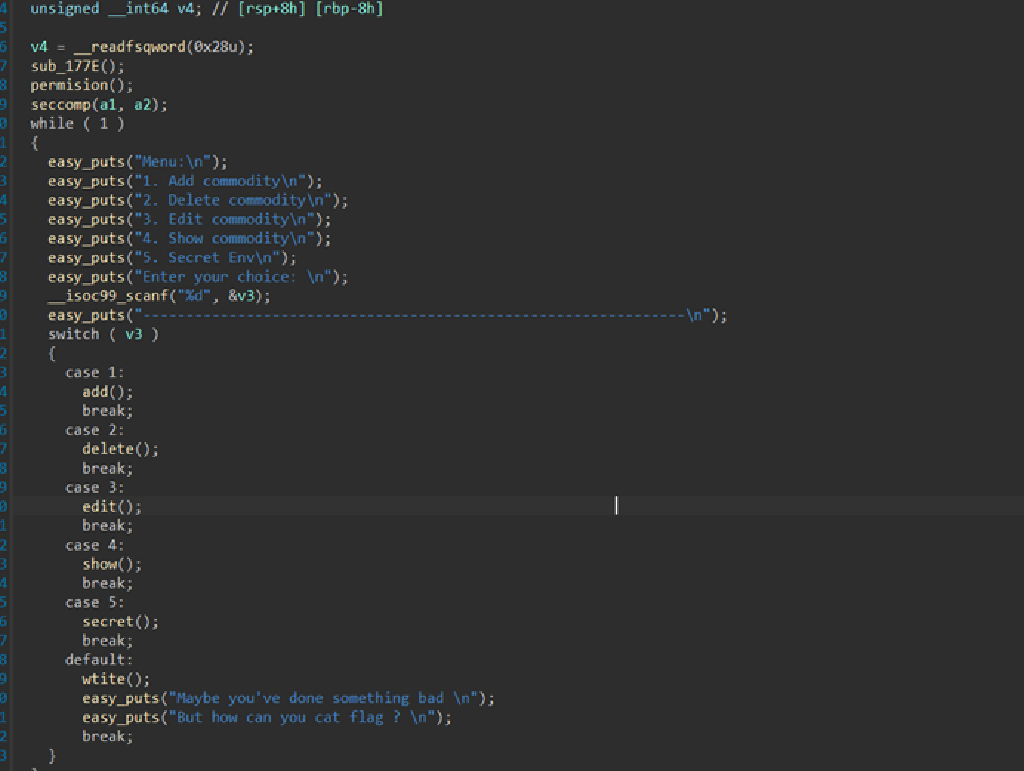 4 unsigned __int64 v4; // [rsp+8h] [rbp-8h]
5
6 v4 = __readfsqword(0x28u);
7 sub_177E();
8 permision();
9 seccomp(a1, a2);
0 while ( 1 )
1 {
2 easy_puts("Menu:\n");
3 easy_puts("1. Add commodity\n");
4 easy_puts("2. Delete commodity\n");
5 easy_puts("3. Edit commodity\n");
6 easy_puts("4. Show commodity\n");
7 easy_puts("5. Secret Env\n");
8 easy_puts("Enter your choice: \n");
9 __isoc99_scanf("%d", &v3);
0 easy_puts("---------------------------------------------------------------\n");
1 switch ( v3 )
2 {
3 case 1:
4 add();
5 break;
6 case 2:
7 delete();
8 break;
9 case 3:
0 edit();
1 break;
2 case 4:
3 show();
4 break;
5 case 5:
6 secret();
7 break;
8 default:
9 wtite();
0 easy_puts("Maybe you've done something bad \n");
1 easy_puts("But how can you cat flag ? \n");
2 break;
3 }